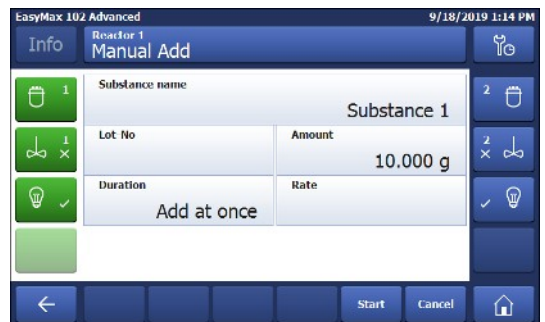 EasyMax 102 Advanced 9/18/2019 1:14 PM
Info
Reactor 1
Manual Add
1
Substance name
Substance 1
2
1
Lot No
Amount
10.000 g
2
Duration
Add at once
Rate
Start
Cancel